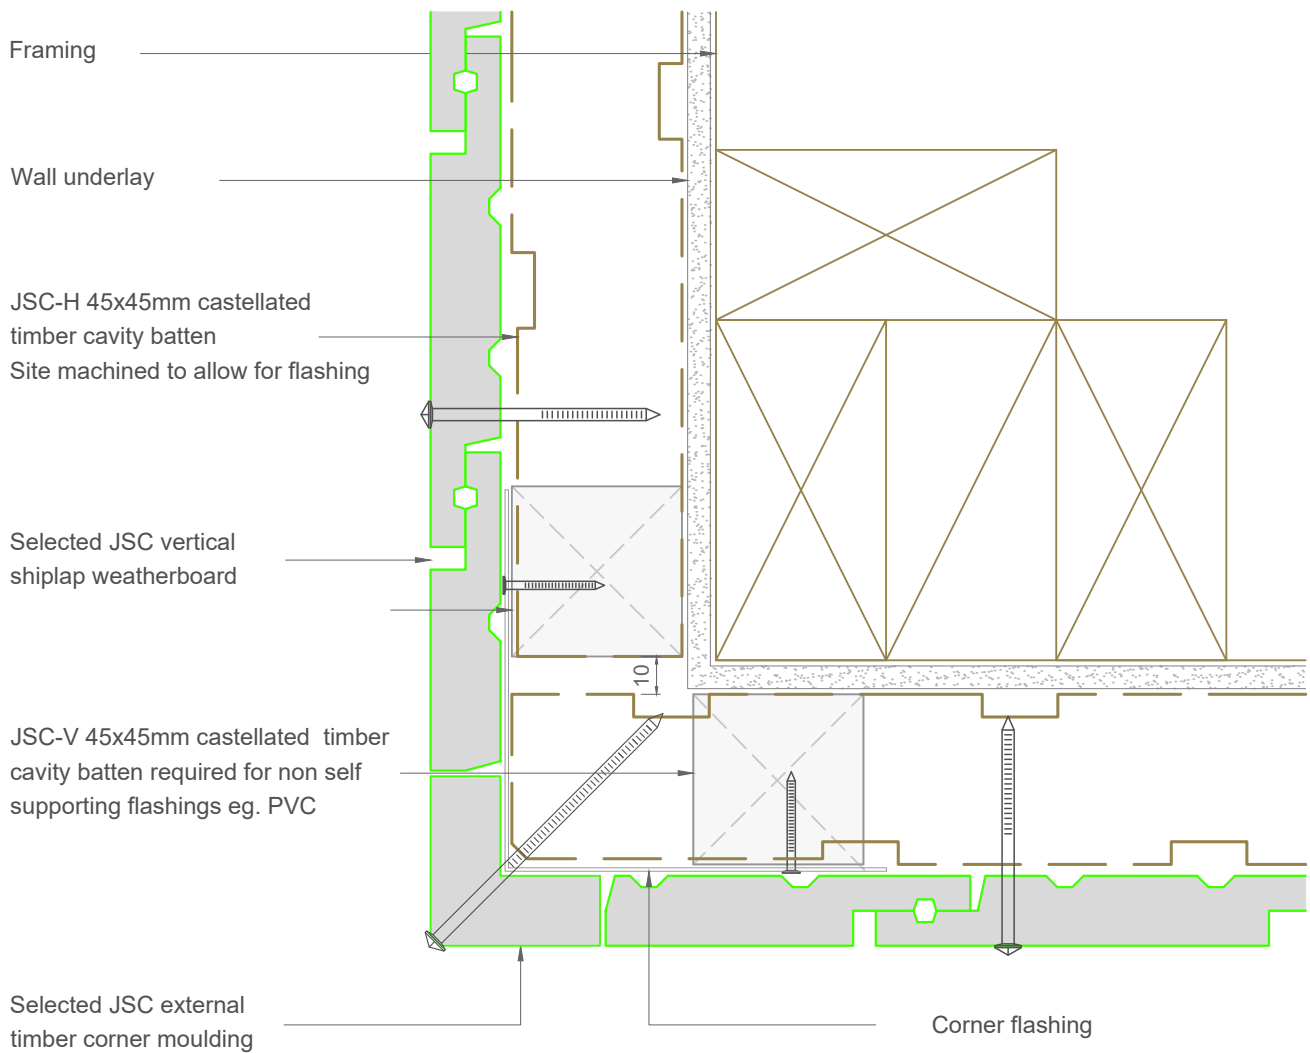 Framing
Wall underlay
JSC-H 45x45mm castellated
timber cavity batten
Site machined to allow for flashing
Selected JSC vertical
shiplap weatherboard
10
JSC-V 45x45mm castellated  timber
cavity batten required for non self
supporting flashings eg. PVC
Selected JSC external
timber corner moulding
Corner flashing